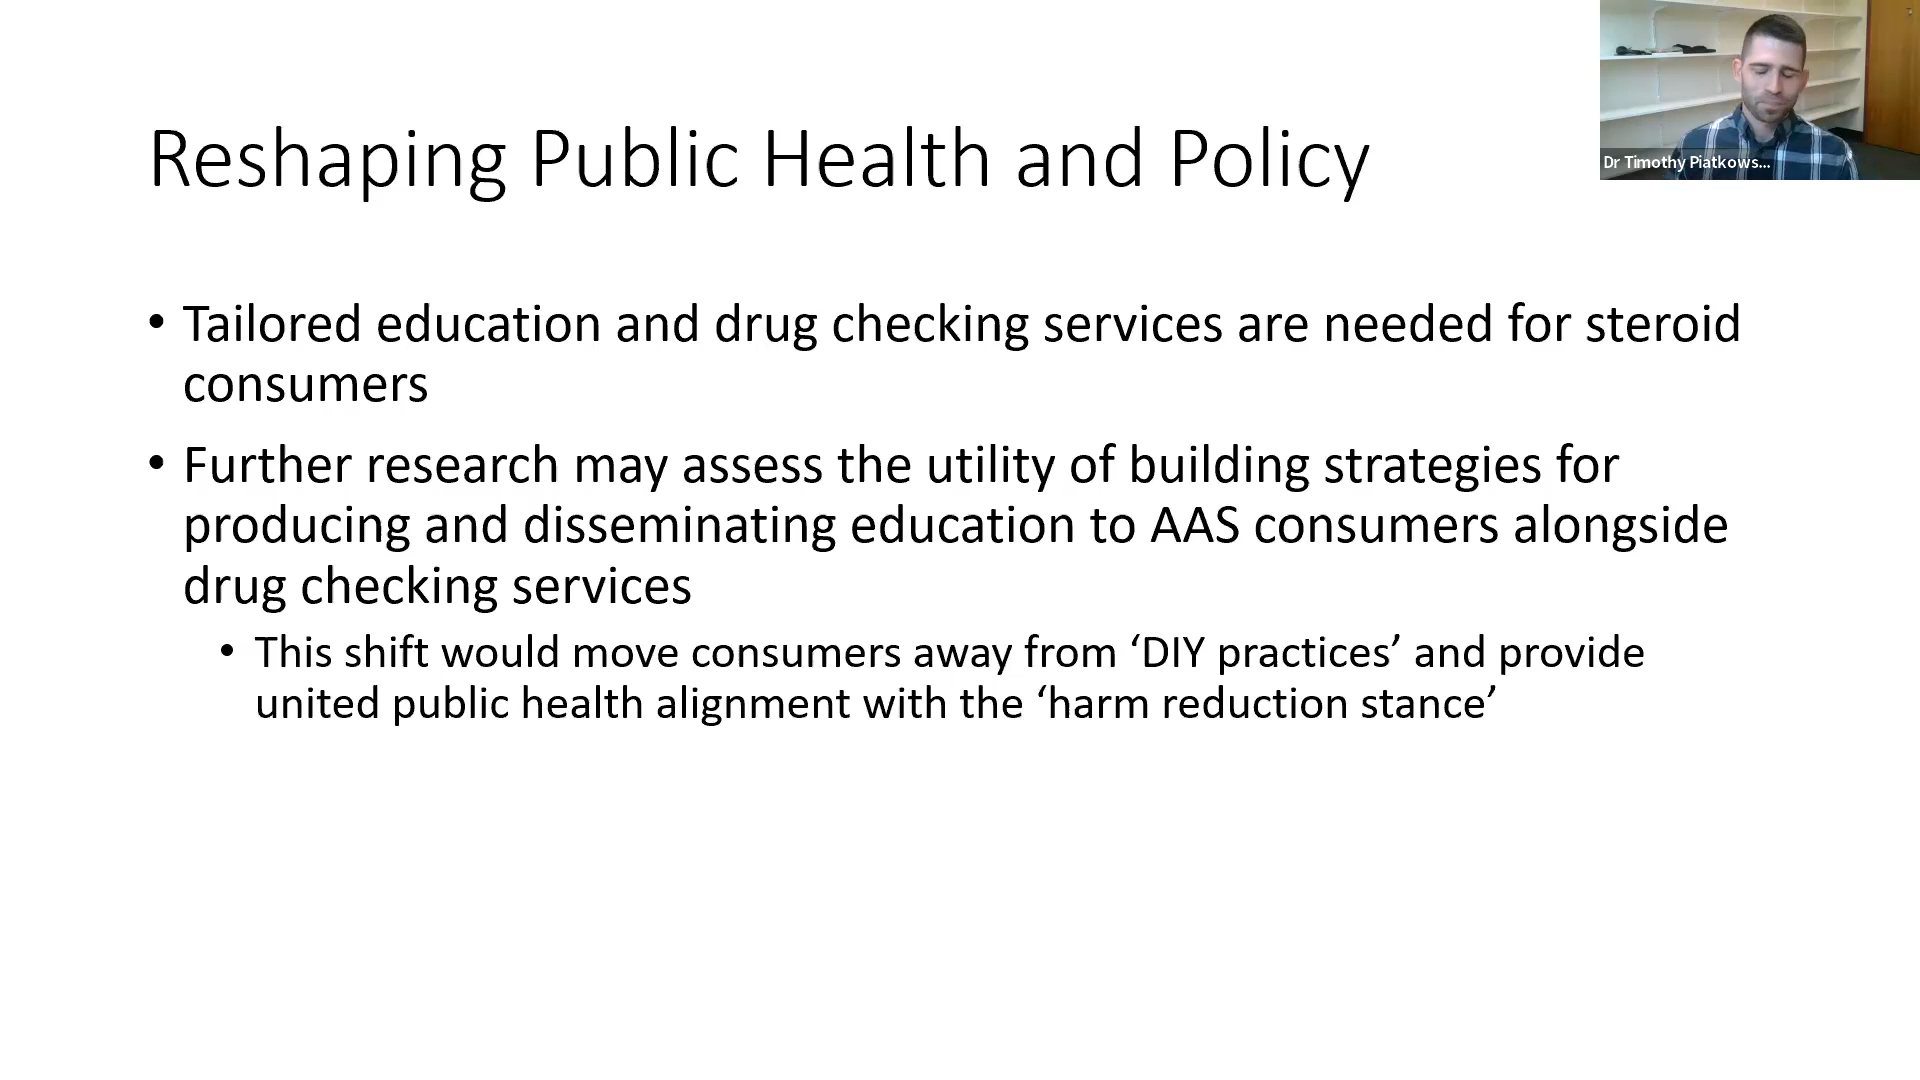 Reshaping Public Health and Policy
Dr Timothy Piatkows...
• Tailored education and drug checking services are needed for steroid
consumers
• Further research may assess the utility of building strategies for
producing and disseminating education to AAS consumers alongside
drug checking services
• This shift would move consumers away from ‘DIY practices’ and provide
united public health alignment with the ‘harm reduction stance’